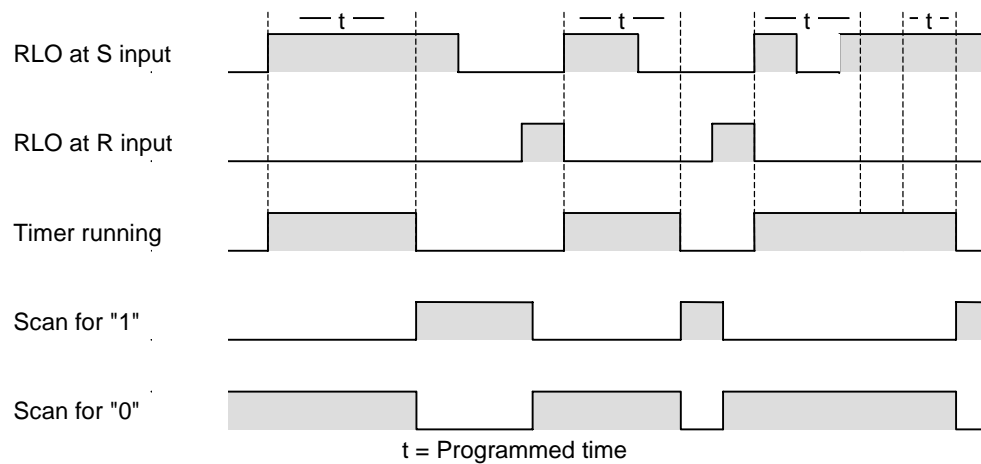 t t t t
RLO at S input
RLO at R input
Timer running
Scan for "1"
Scan for "0"
t = Programmed time